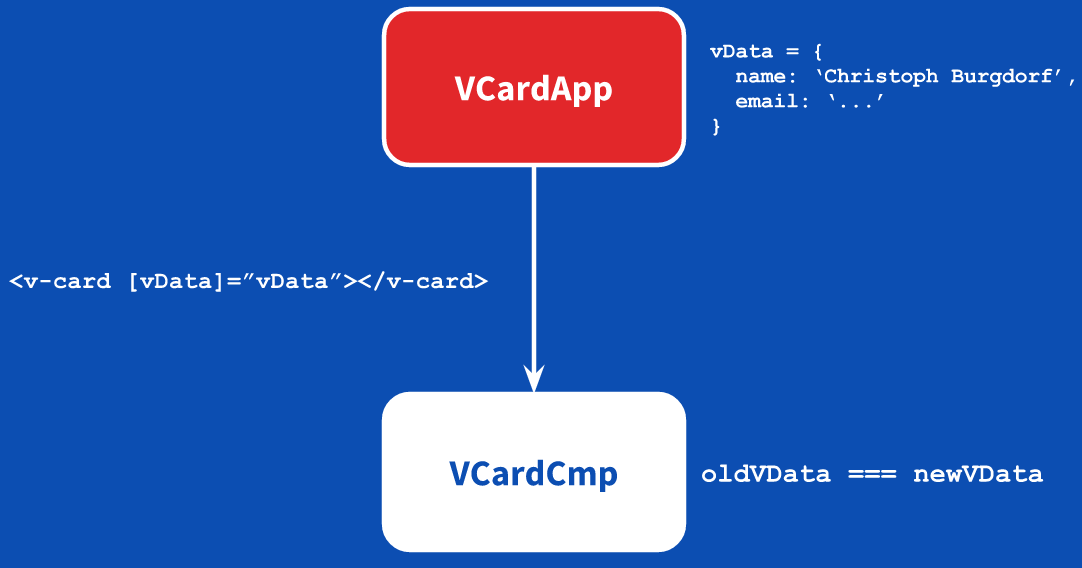 VCardApp
vData = {
name: ‘Christoph Burgdorf’,
email: ‘...’
}
<v-card [vData]=”vData”></v-card>
VCardCmp
oldVData === newVData